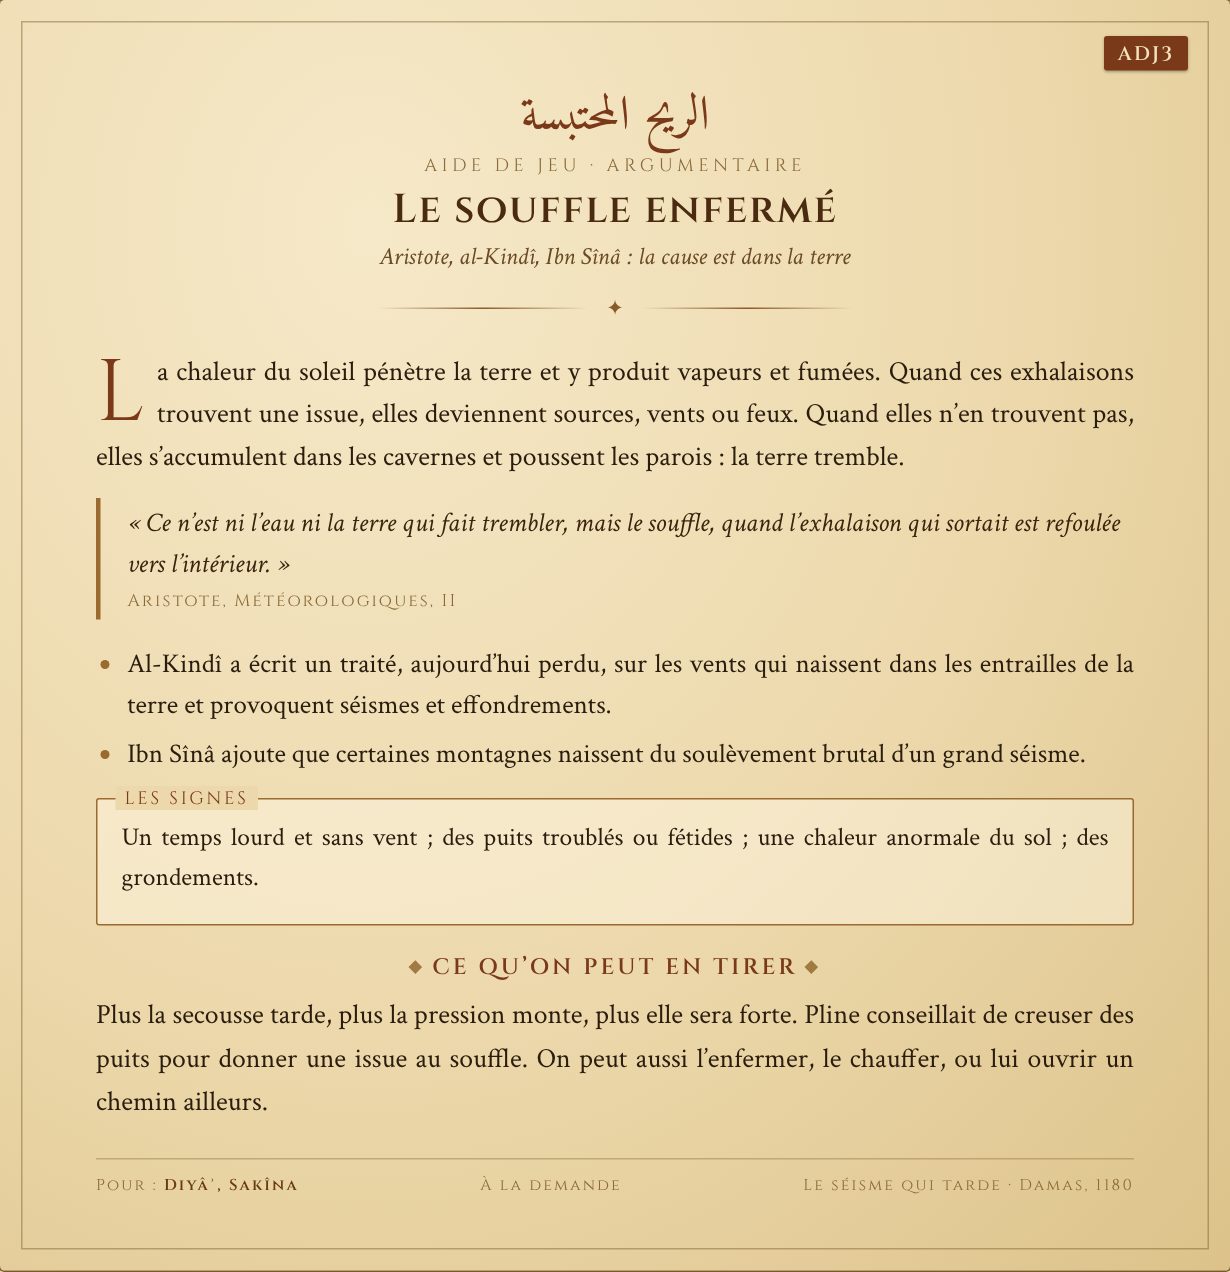 ADJ3
الريح المحتبسة
AIDE DE JEU · ARGUMENTAIRE
LE SOUFFLE ENFERMÉ
Aristote, al-Kindî, Ibn Sînâ : la cause est dans la terre
La chaleur du soleil pénètre la terre et y produit vapeurs et fumées. Quand ces exhalaisons
trouvent une issue, elles deviennent sources, vents ou feux. Quand elles n’en trouvent pas,
elles s’accumulent dans les cavernes et poussent les parois : la terre tremble.
« Ce n’est ni l’eau ni la terre qui fait trembler, mais le souffle, quand l’exhalaison qui sortait est refoulée
vers l’intérieur. »
ARISTOTE, MÉTÉOROLOGIQUES, II
• Al-Kindî a écrit un traité, aujourd’hui perdu, sur les vents qui naissent dans les entrailles de la
terre et provoquent séismes et effondrements.
• Ibn Sînâ ajoute que certaines montagnes naissent du soulèvement brutal d’un grand séisme.
LES SIGNES
Un temps lourd et sans vent ; des puits troublés ou fétides ; une chaleur anormale du sol ; des
grondements.
◆ CE QU’ON PEUT EN TIRER ◆
Plus la secousse tarde, plus la pression monte, plus elle sera forte. Pline conseillait de creuser des
puits pour donner une issue au souffle. On peut aussi l’enfermer, le chauffer, ou lui ouvrir un
chemin ailleurs.
POUR : DIYÂʾ, SAKÎNA
À LA DEMANDE
LE SÉISME QUI TARDE · DAMAS, 1180